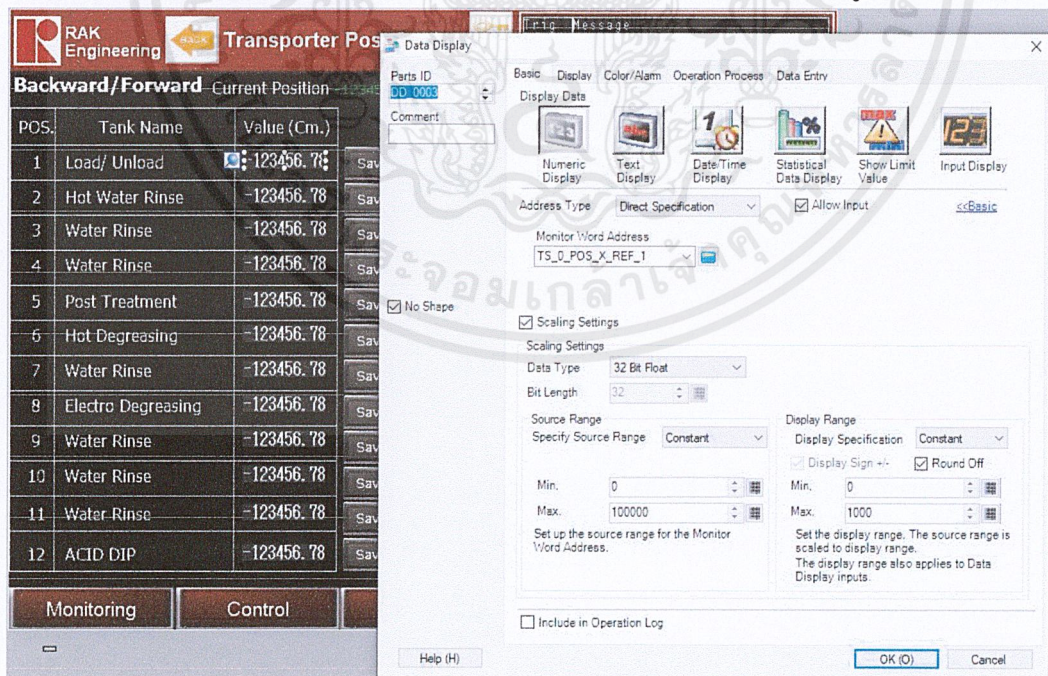 Trig Message
RAK
Engineering
BACK
Transporter Pos
Backward/Forward Current Position
POS. Tank Name Value (Cm.)
1 Load/ Unload -123456.78 Sav
2 Hot Water Rinse -123456.78 Sav
3 Water Rinse -123456.78 Sav
4 Water Rinse -123456.78 Sav
5 Post Treatment -123456.78 Sav
6 Hot Degreasing -123456.78 Sav
7 Water Rinse -123456.78 Sav
8 Electro Degreasing -123456.78 Sav
9 Water Rinse -123456.78 Sav
10 Water Rinse -123456.78 Sav
11 Water Rinse -123456.78 Sav
12 ACID DIP -123456.78 Sav
Monitoring Control
Data Display
Parts ID
DD_0003
Comment
No Shape
Help (H)
Basic Display Color/Alarm Operation Process Data Entry
Display Data
Numeric Display
Text Display
Date/Time Display
Statistical Data Display
Show Limit Value
Input Display
Address Type Direct Specification Allow Input <<Basic
Monitor Word Address
TS_0_POS_X_REF_1
Scaling Settings
Scaling Settings
Data Type 32 Bit Float
Bit Length 32
Source Range
Specify Source Range Constant
Min. 0
Max. 100000
Set up the source range for the Monitor
Word Address.
Display Range
Display Specification Constant
Display Sign +/- Round Off
Min. 0
Max. 1000
Set the display range. The source range is
scaled to display range.
The display range also applies to Data
Display inputs.
Include in Operation Log
OK (O) Cancel